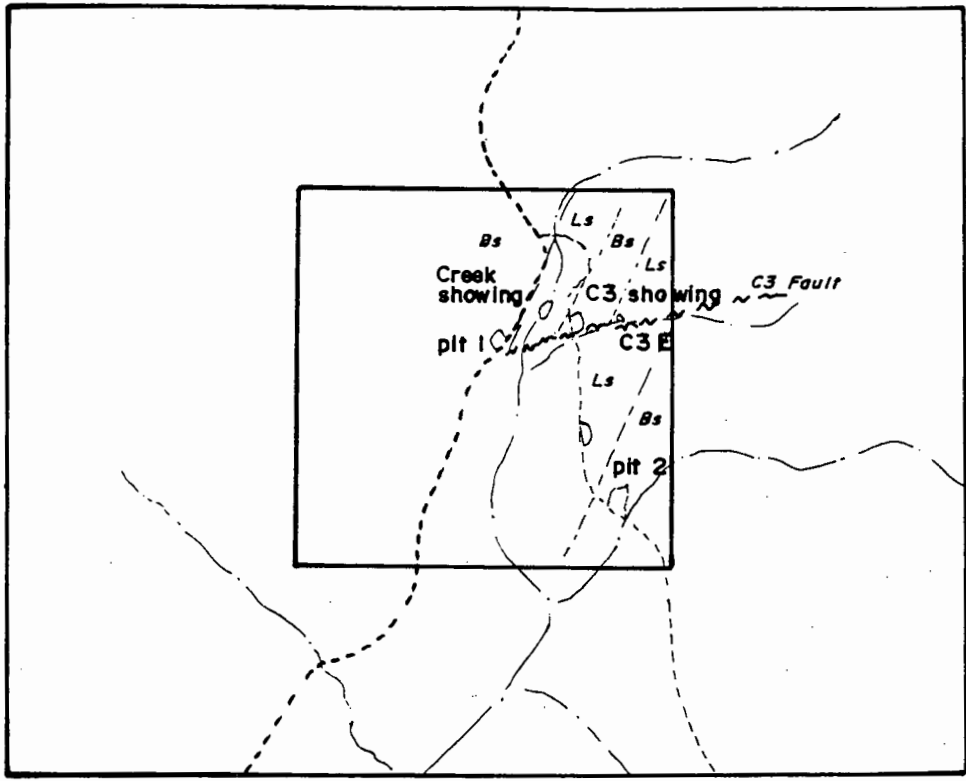 Ls
Bs
Bs
Ls
Creek
showing
C3 Fault
C3 showing
pit 1
C3 E
Ls
Bs
pit 2